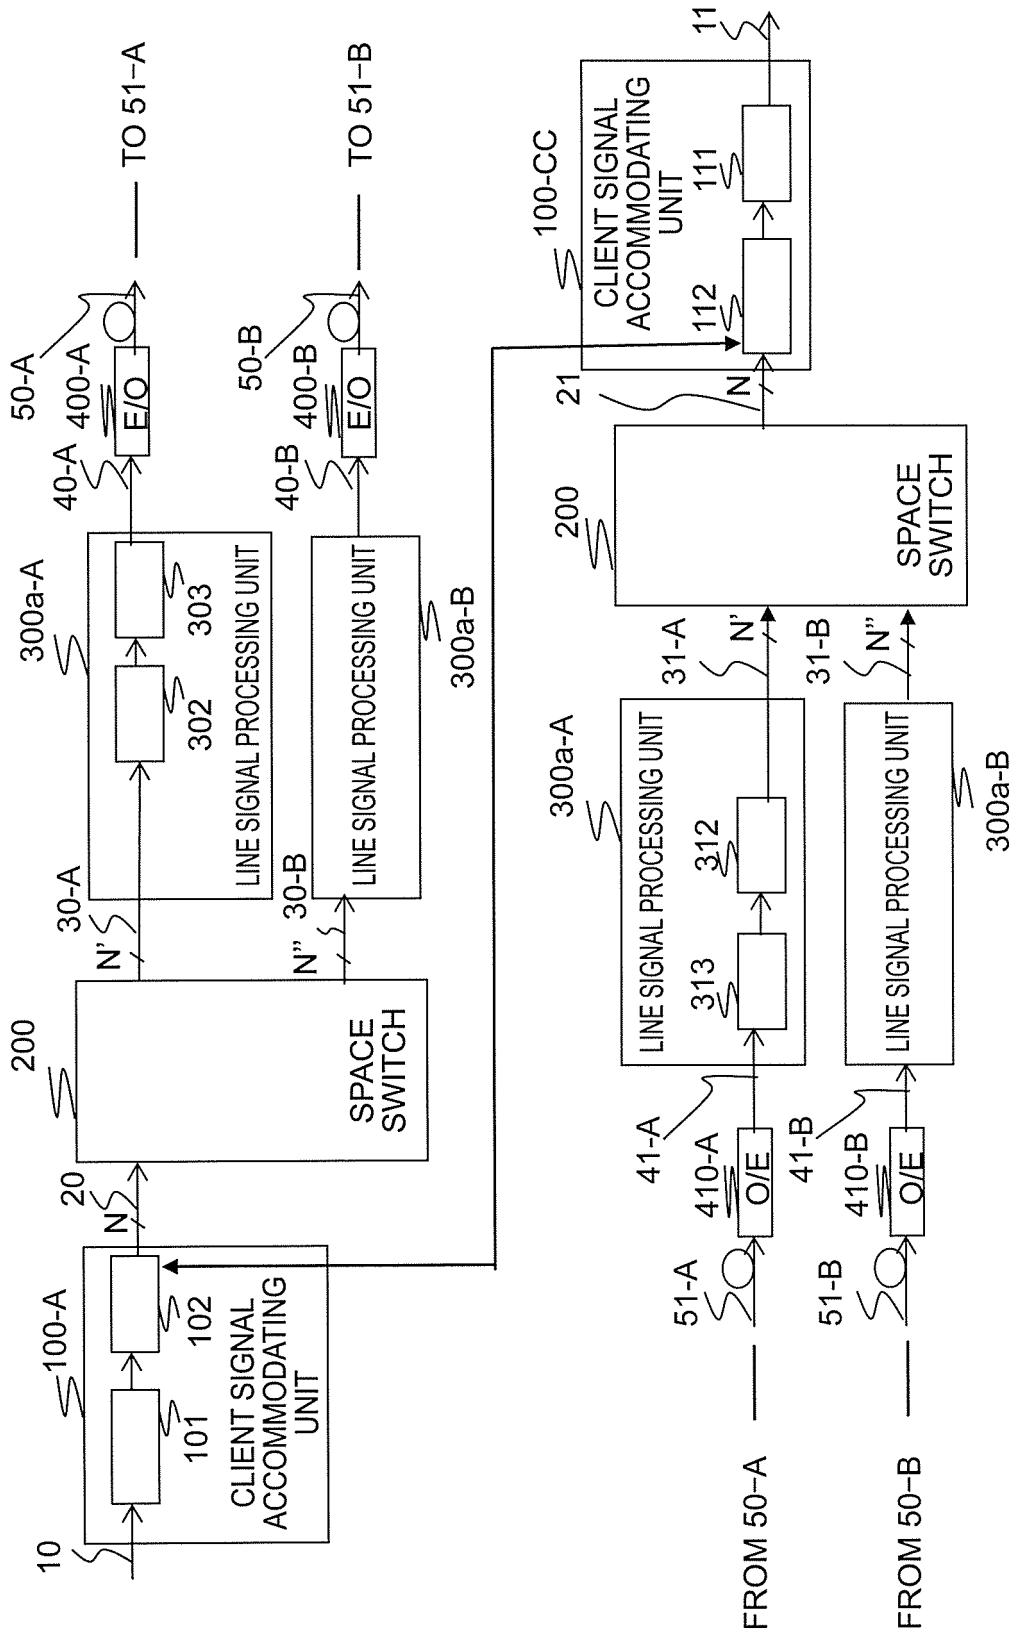 10
100-A
101
102
CLIENT SIGNAL
ACCOMMODATING
UNIT
N
20
200
SPACE
SWITCH
N'
30-A
N”
30-B
300a-A
302
303
LINE SIGNAL PROCESSING UNIT
LINE SIGNAL PROCESSING UNIT
300a-B
40-A
400-A
E/O
50-A
TO 51-A
40-B
400-B
E/O
50-B
TO 51-B
FROM 50-A
51-A
410-A
O/E
41-A
FROM 50-B
51-B
410-B
O/E
41-B
300a-A
LINE SIGNAL PROCESSING UNIT
313
312
LINE SIGNAL PROCESSING UNIT
300a-B
31-A
N'
31-B
N”
200
SPACE
SWITCH
21
N
100-CC
CLIENT SIGNAL
ACCOMMODATING
UNIT
112
111
11